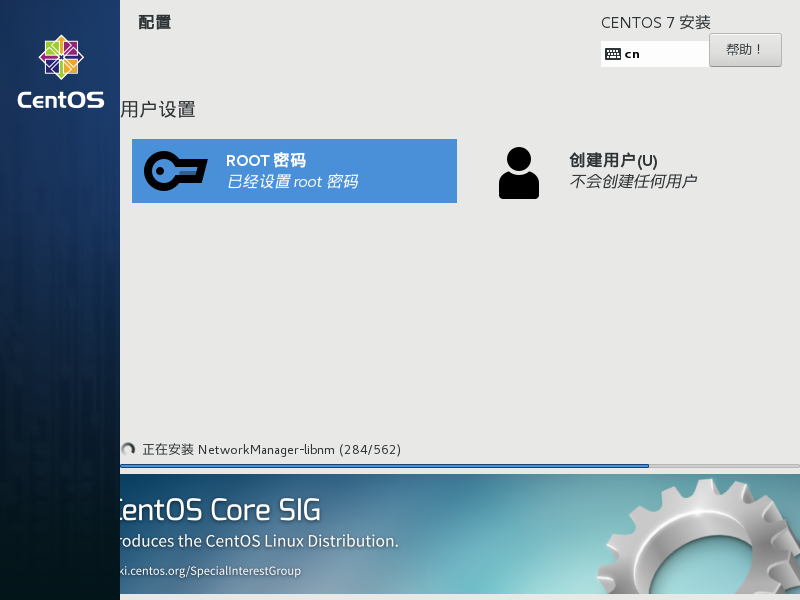 配置
CENTOS 7 安装
cn
帮助！
CentOS
用户设置
ROOT 密码
已经设置 root 密码
创建用户(U)
不会创建任何用户
正在安装 NetworkManager-libnm (284/562)
CentOS Core SIG
roduces the CentOS Linux Distribution.
ki.centos.org/SpecialInterestGroup